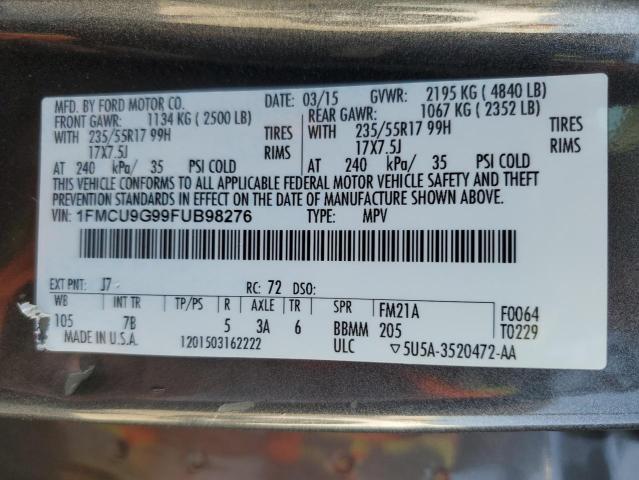 MFD. BY FORD MOTOR CO.
DATE: 03/15 GVWR: 2195 KG ( 4840 LB)
FRONT GAWR: 1134 KG ( 2500 LB)
REAR GAWR: 1067 KG ( 2352 LB)
WITH 235/55R17 99H TIRES
WITH 235/55R17 99H TIRES
17X7.5J RIMS
17X7.5J RIMS
AT 240 kPa/ 35 PSI COLD
AT 240 kPa/ 35 PSI COLD
THIS VEHICLE CONFORMS TO ALL APPLICABLE FEDERAL MOTOR VEHICLE SAFETY AND THEFT
PREVENTION STANDARDS IN EFFECT ON THE DATE OF MANUFACTURE SHOWN ABOVE.
VIN: 1FMCU9G99FUB98276 TYPE: MPV
EXT PNT: J7 RC: 72 DSO:
WB INT TR TP/PS R AXLE TR SPR FM21A F0064
105 7B 5 3A 6 BBMM 205 T0229
MADE IN U.S.A. 1201503162222 ULC ▽5U5A-3520472-AA